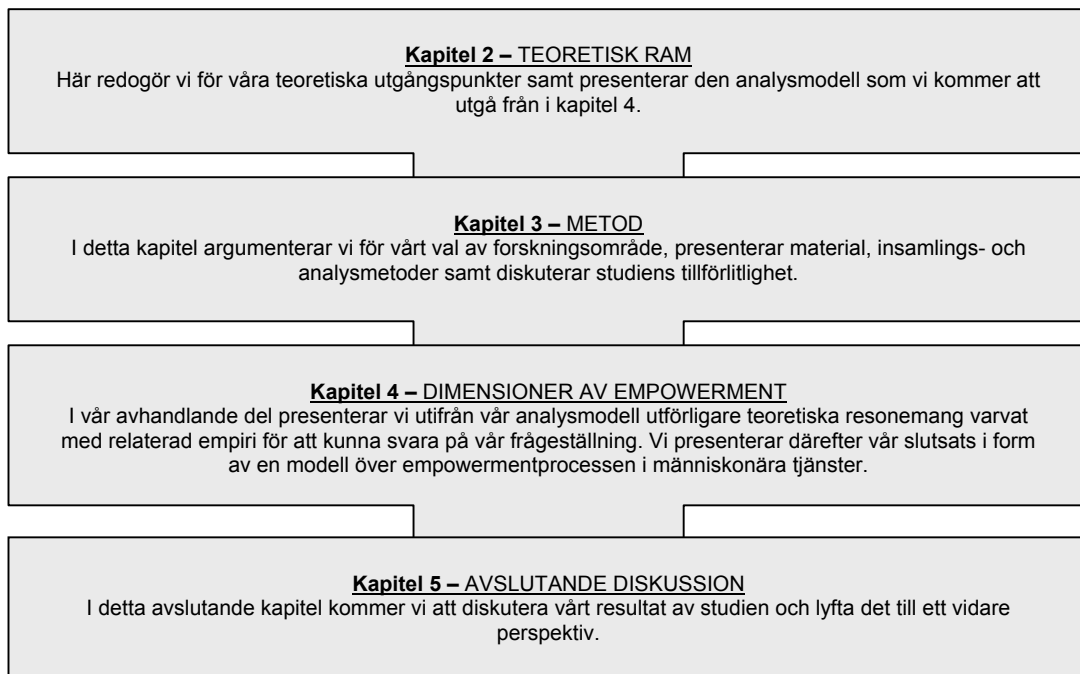 Kapitel 2 – TEORETISK RAM
Här redogör vi för våra teoretiska utgångspunkter samt presenterar den analysmodell som vi kommer att
utgå från i kapitel 4.
Kapitel 3 – METOD
I detta kapitel argumenterar vi för vårt val av forskningsområde, presenterar material, insamlings- och
analysmetoder samt diskuterar studiens tillförlitlighet.
Kapitel 4 – DIMENSIONER AV EMPOWERMENT
I vår avhandlande del presenterar vi utifrån vår analysmodell utförligare teoretiska resonemang varvat
med relaterad empiri för att kunna svara på vår frågeställning. Vi presenterar därefter vår slutsats i form
av en modell över empowermentprocessen i människonära tjänster.
Kapitel 5 – AVSLUTANDE DISKUSSION
I detta avslutande kapitel kommer vi att diskutera vårt resultat av studien och lyfta det till ett vidare
perspektiv.